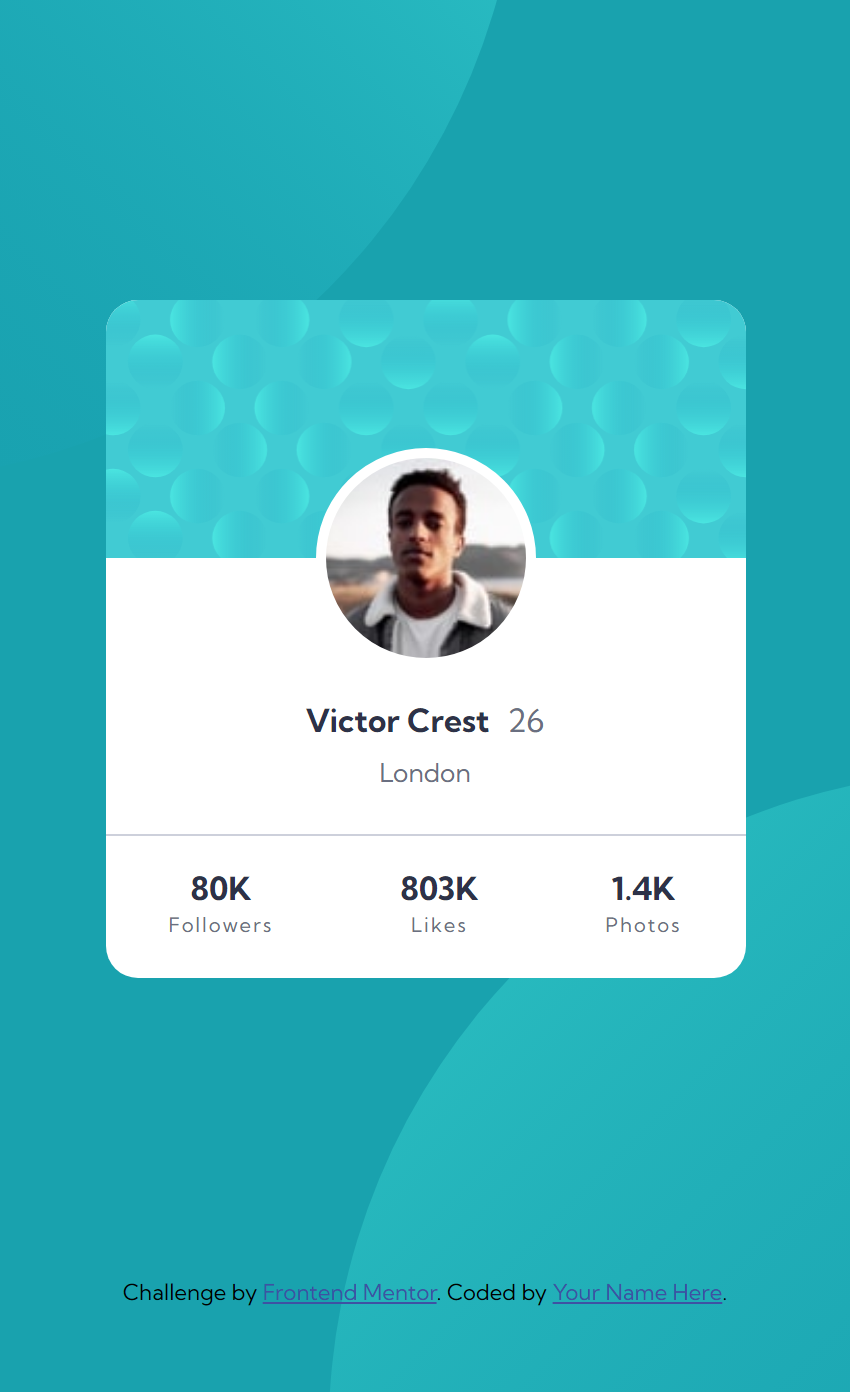 Victor Crest 26
London
80K 803K 1.4K
Followers Likes Photos
Challenge by Frontend Mentor. Coded by Your Name Here.